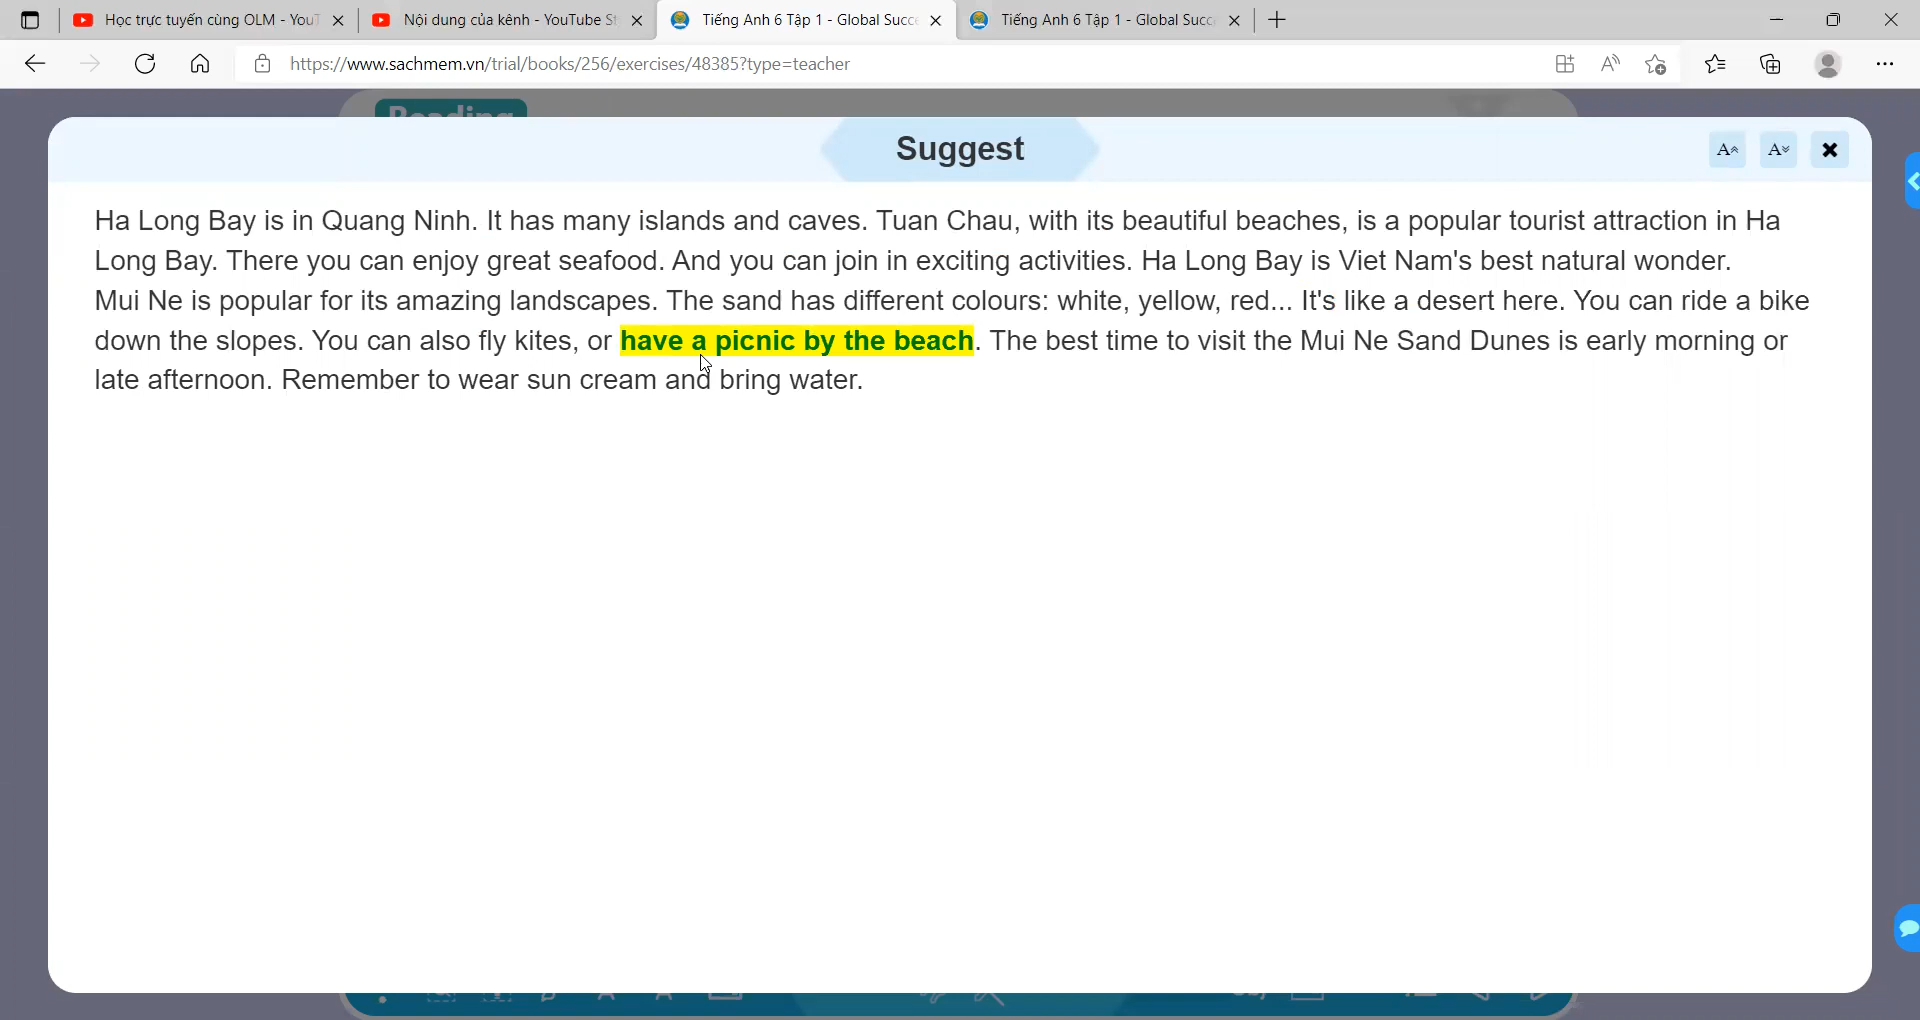 Học trực tuyến cùng OLM - YouT
Nội dung của kênh - YouTube St
Tiếng Anh 6 Tập 1 - Global Succe
Tiếng Anh 6 Tập 1 - Global Succe
https://www.sachmem.vn/trial/books/256/exercises/48385?type=teacher
Reading
Suggest
Ha Long Bay is in Quang Ninh. It has many islands and caves. Tuan Chau, with its beautiful beaches, is a popular tourist attraction in Ha
Long Bay. There you can enjoy great seafood. And you can join in exciting activities. Ha Long Bay is Viet Nam's best natural wonder.
Mui Ne is popular for its amazing landscapes. The sand has different colours: white, yellow, red... It's like a desert here. You can ride a bike
down the slopes. You can also fly kites, or have a picnic by the beach. The best time to visit the Mui Ne Sand Dunes is early morning or
late afternoon. Remember to wear sun cream and bring water.